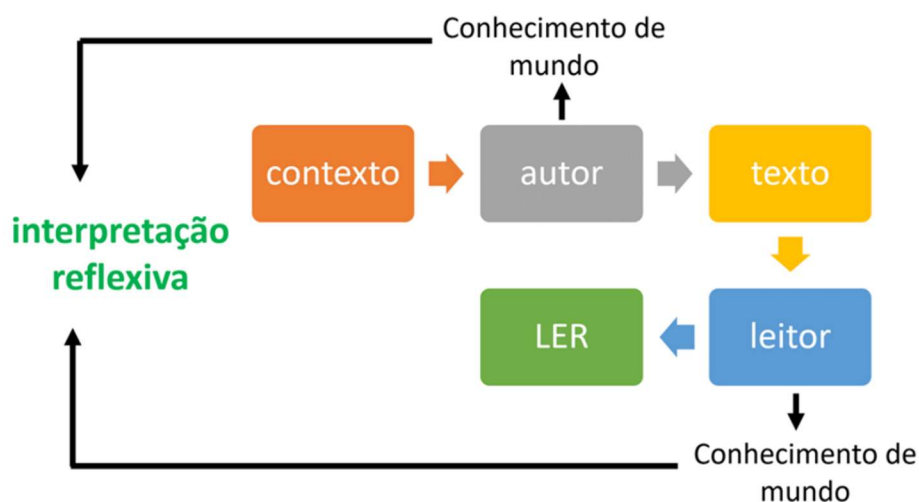 Conhecimento de
mundo
contexto
autor
texto
interpretação
reflexiva
LER
leitor
Conhecimento de
mundo